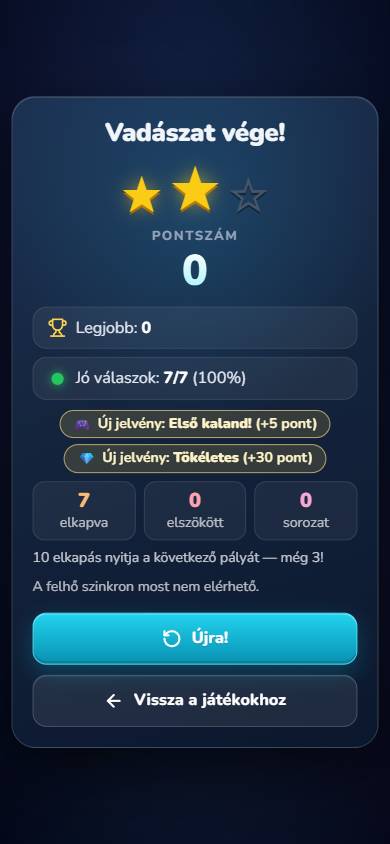 Vadászat vége!
PONTSZÁM
0
Legjobb: 0
Jó válaszok: 7/7 (100%)
Új jelvény: Első kaland! (+5 pont)
Új jelvény: Tökéletes (+30 pont)
7 0 0
elkapva elszökött sorozat
10 elkapás nyitja a következő pályát — még 3!
A felhő szinkron most nem elérhető.
Újra!
Vissza a játékokhoz